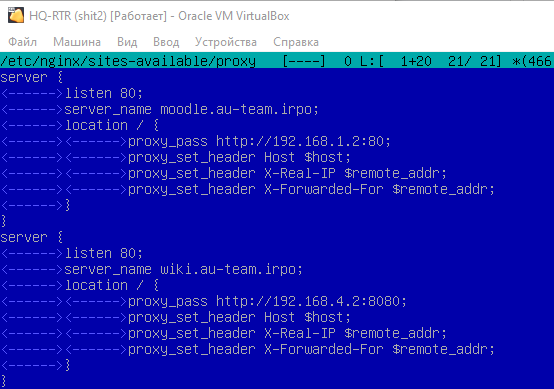 HQ-RTR (shit2) [Работает] - Oracle VM VirtualBox
Файл Машина Вид Ввод Устройства Справка
/etc/nginx/sites-available/proxy [----] 0 L:[ 1+20 21/ 21] *(466
server {
<------>listen 80;
<------>server_name moodle.au-team.irpo;
<------>location / {
<------><------>proxy_pass http://192.168.1.2:80;
<------><------>proxy_set_header Host $host;
<------><------>proxy_set_header X-Real-IP $remote_addr;
<------><------>proxy_set_header X-Forwarded-For $remote_addr;
<------>}
}
server {
<------>listen 80;
<------>server_name wiki.au-team.irpo;
<------>location / {
<------><------>proxy_pass http://192.168.4.2:8080;
<------><------>proxy_set_header Host $host;
<------><------>proxy_set_header X-Real-IP $remote_addr;
<------><------>proxy_set_header X-Forwarded-For $remote_addr;
<------>}
}